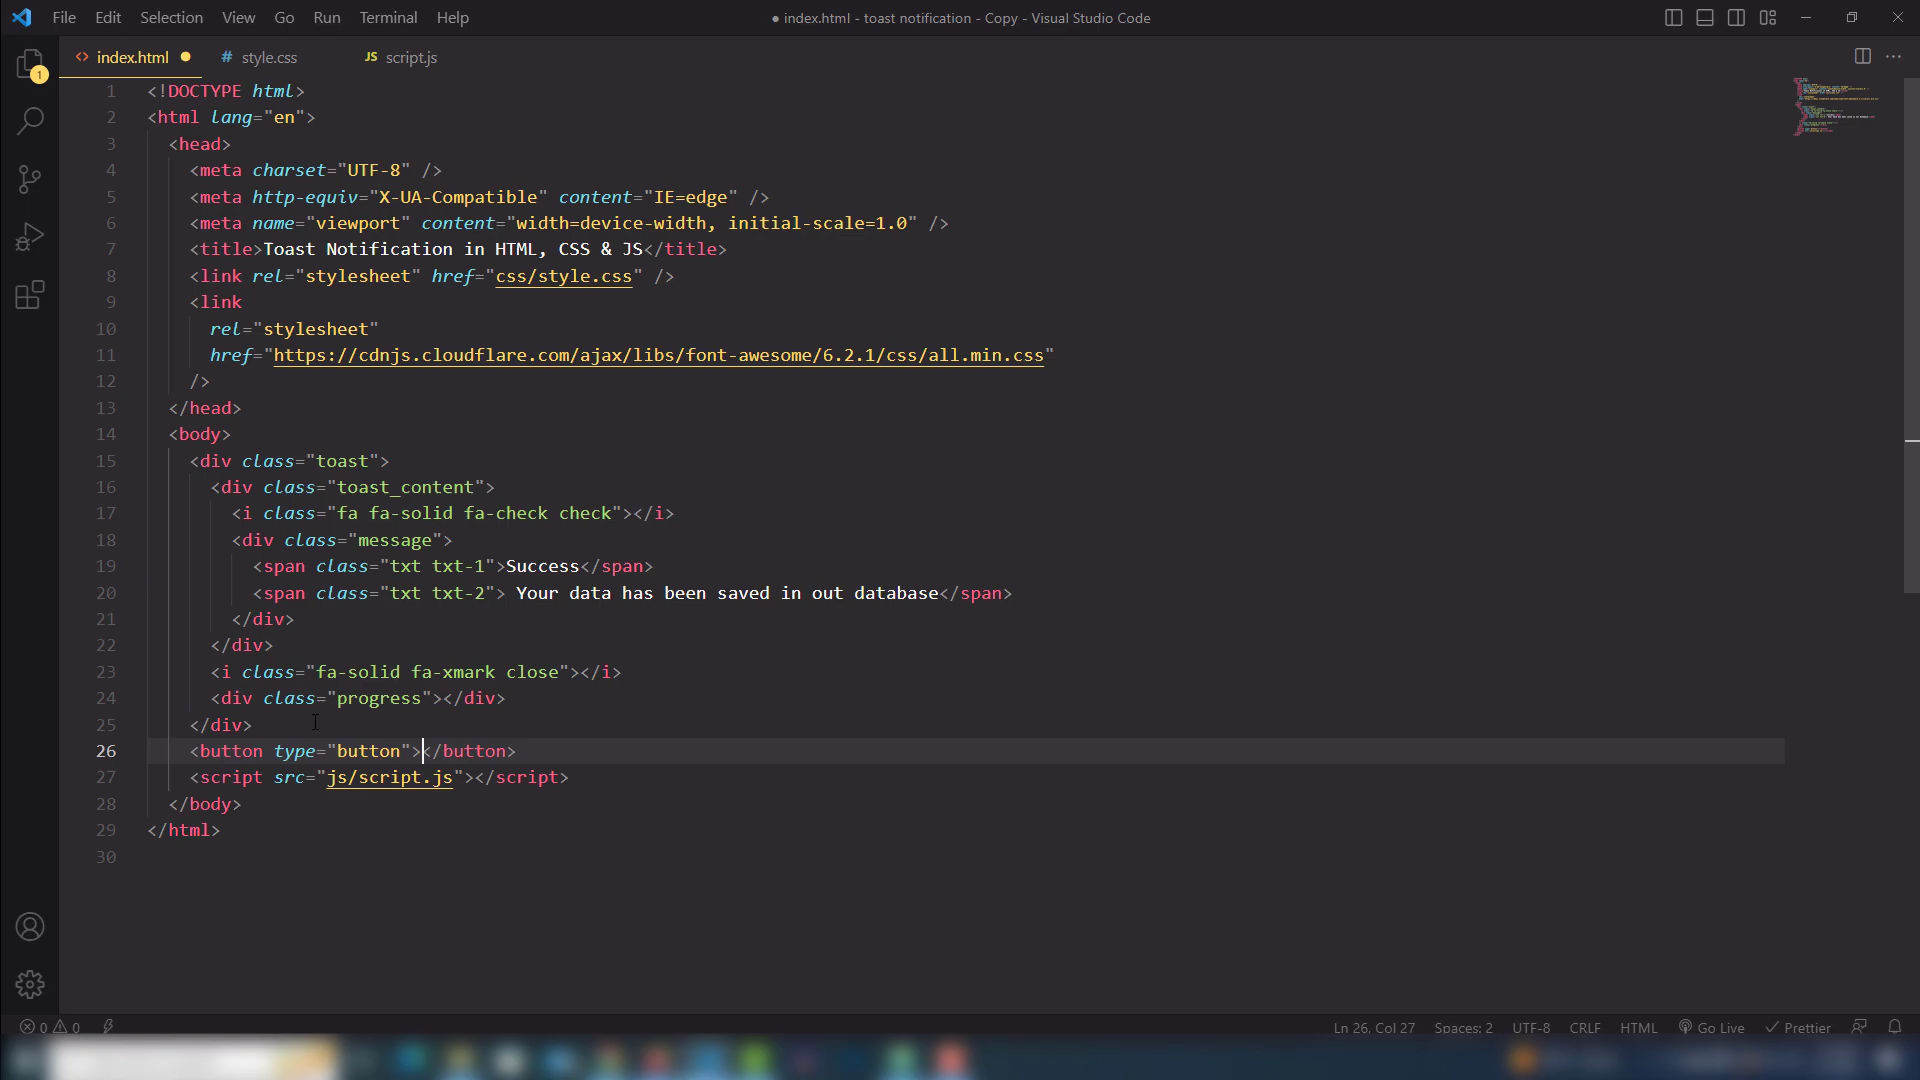 File Edit Selection View Go Run Terminal Help
● index.html - toast notification - Copy - Visual Studio Code
<> index.html ● # style.css JS script.js
1
1 <!DOCTYPE html>
2 <html lang="en">
3 <head>
4 <meta charset="UTF-8" />
5 <meta http-equiv="X-UA-Compatible" content="IE=edge" />
6 <meta name="viewport" content="width=device-width, initial-scale=1.0" />
7 <title>Toast Notification in HTML, CSS & JS</title>
8 <link rel="stylesheet" href="css/style.css" />
9 <link
10 rel="stylesheet"
11 href="https://cdnjs.cloudflare.com/ajax/libs/font-awesome/6.2.1/css/all.min.css"
12 />
13 </head>
14 <body>
15 <div class="toast">
16 <div class="toast_content">
17 <i class="fa fa-solid fa-check check"></i>
18 <div class="message">
19 <span class="txt txt-1">Success</span>
20 <span class="txt txt-2"> Your data has been saved in out database</span>
21 </div>
22 </div>
23 <i class="fa-solid fa-xmark close"></i>
24 <div class="progress"></div>
25 </div>
26 <button type="button"></button>
27 <script src="js/script.js"></script>
28 </body>
29 </html>
30
0 0 Ln 26, Col 27 Spaces: 2 UTF-8 CRLF HTML Go Live Prettier